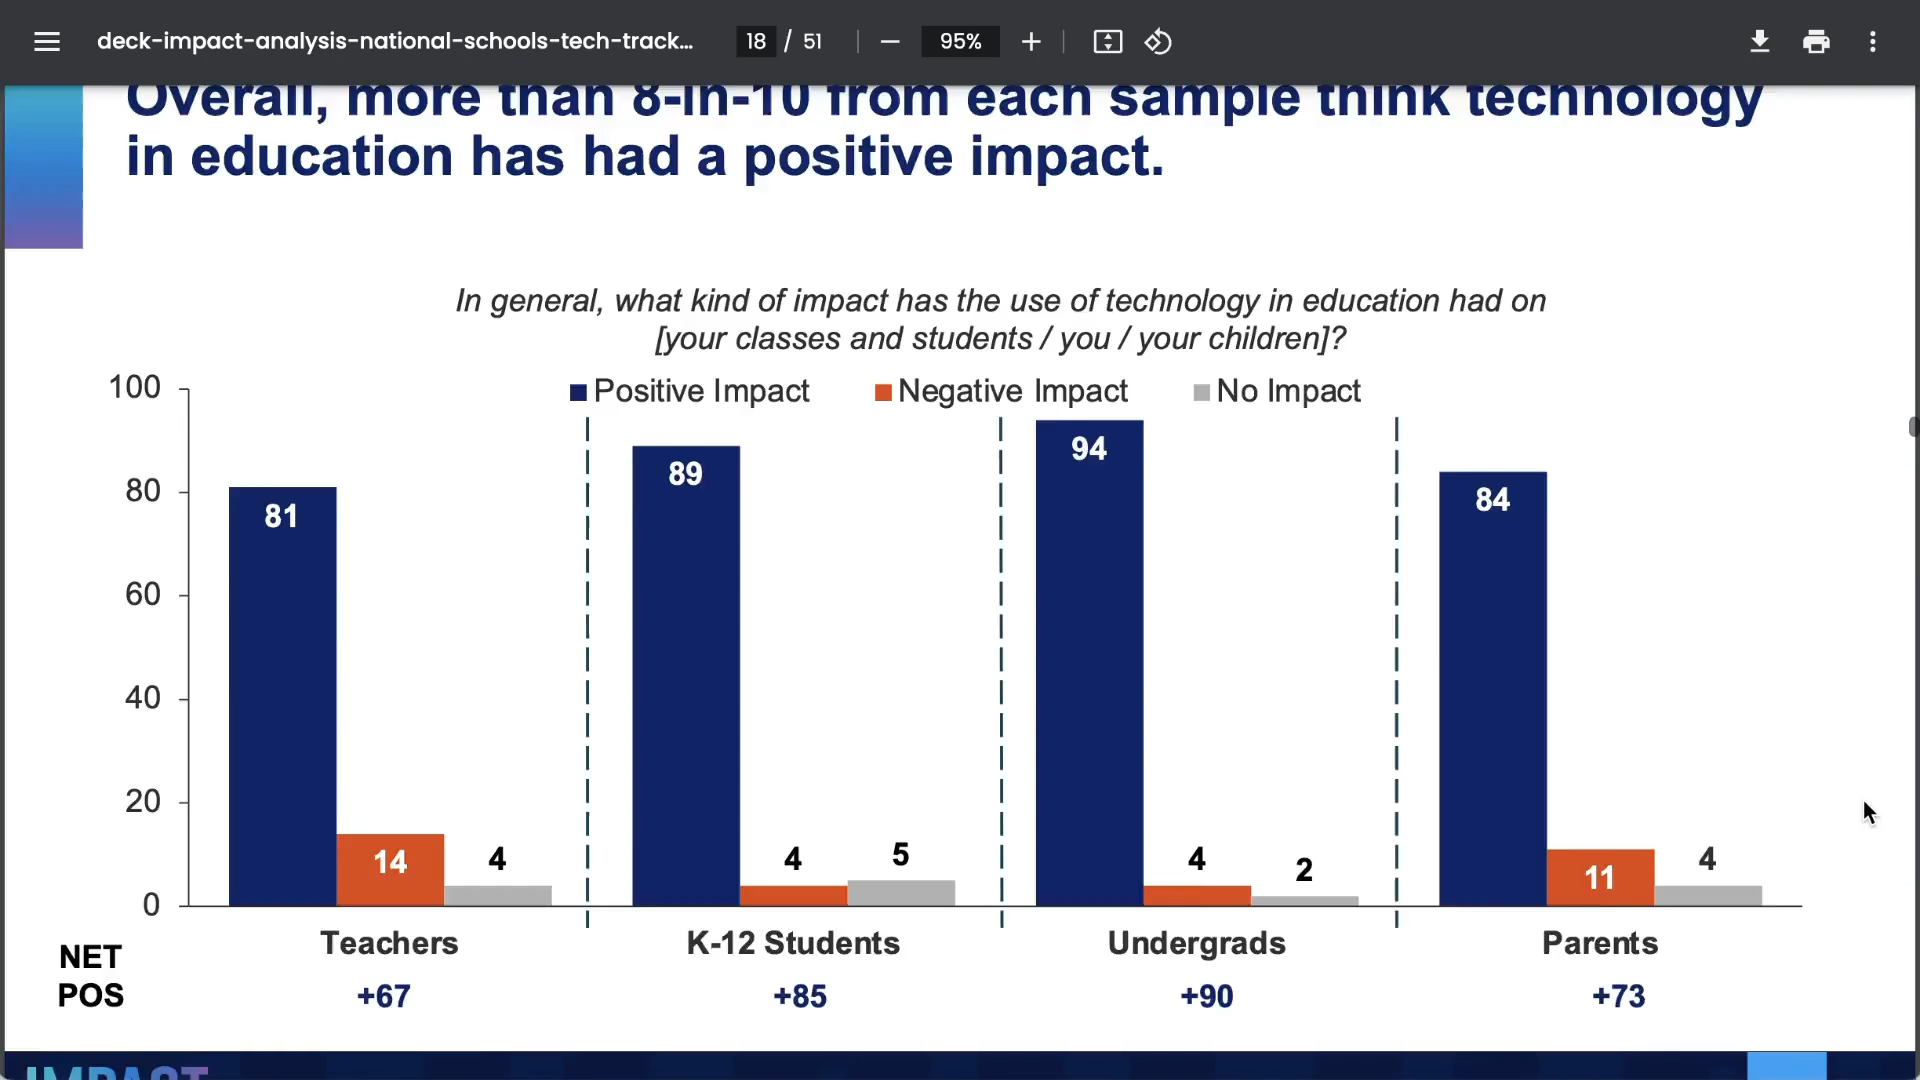 deck-impact-analysis-national-schools-tech-track...
18 / 51
95%
Overall, more than 8-in-10 from each sample think technology
in education has had a positive impact.
In general, what kind of impact has the use of technology in education had on
[your classes and students / you / your children]?
Positive Impact Negative Impact No Impact
100
80
60
40
20
0
81
14
4
89
4
5
94
4
2
84
11
4
Teachers K-12 Students Undergrads Parents
NET
POS
+67 +85 +90 +73
IMPACT